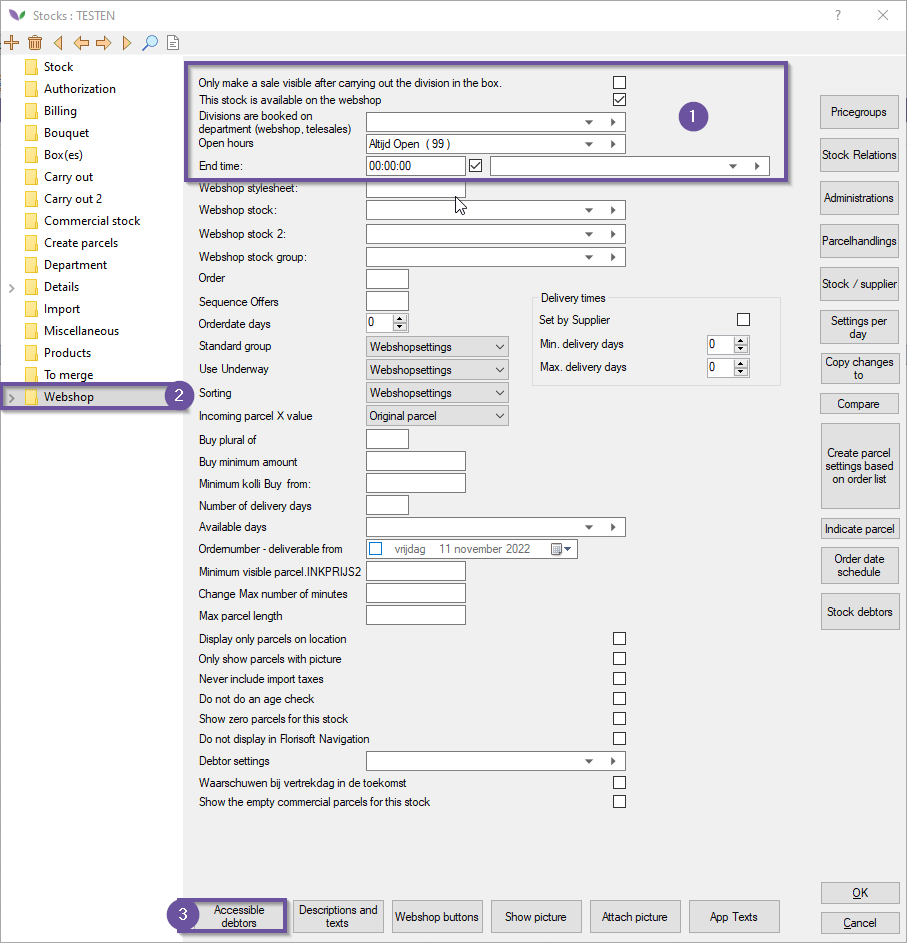 Stocks : TESTEN
?
Stock
Authorization
Billing
Bouquet
Box(es)
Carry out
Carry out 2
Commercial stock
Create parcels
Department
Details
Import
Miscellaneous
Products
To merge
Webshop
2
Only make a sale visible after carrying out the division in the box.
This stock is available on the webshop
Divisions are booked on
department (webshop, telesales)
1
Open hours
Altijd Open ( 99 )
End time:
00:00:00
Webshop stylesheet:
Webshop stock:
Webshop stock 2:
Webshop stock group:
Order
Sequence Offers
Orderdate days
0
Standard group
Webshopsettings
Use Underway
Webshopsettings
Sorting
Webshopsettings
Incoming parcel X value
Original parcel
Delivery times
Set by Supplier
Min. delivery days
0
Max. delivery days
0
Buy plural of
Buy minimum amount
Minimum kolli Buy from:
Number of delivery days
Available days
Ordernumber - deliverable from
vrijdag 11 november 2022
Minimum visible parcel.INKPRIJS2
Change Max number of minutes
Max parcel length
Display only parcels on location
Only show parcels with picture
Never include import taxes
Do not do an age check
Show zero parcels for this stock
Do not display in Florisoft Navigation
Debtor settings
Waarschuwen bij vertrekdag in de toekomst
Show the empty commercial parcels for this stock
Pricegroups
Stock Relations
Administrations
Parcelhandlings
Stock / supplier
Settings per
day
Copy changes
to
Compare
Create parcel
settings based
on order list
Indicate parcel
Order date
schedule
Stock debtors
OK
Cancel
3
Accessible
debtors
Descriptions and
texts
Webshop buttons
Show picture
Attach picture
App Texts